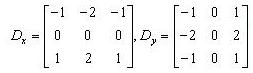 D_x = [ -1 -2 -1 ; 0 0 0 ; 1 2 1 ], D_y = [ -1 0 1 ; -2 0 2 ; -1 0 1 ]